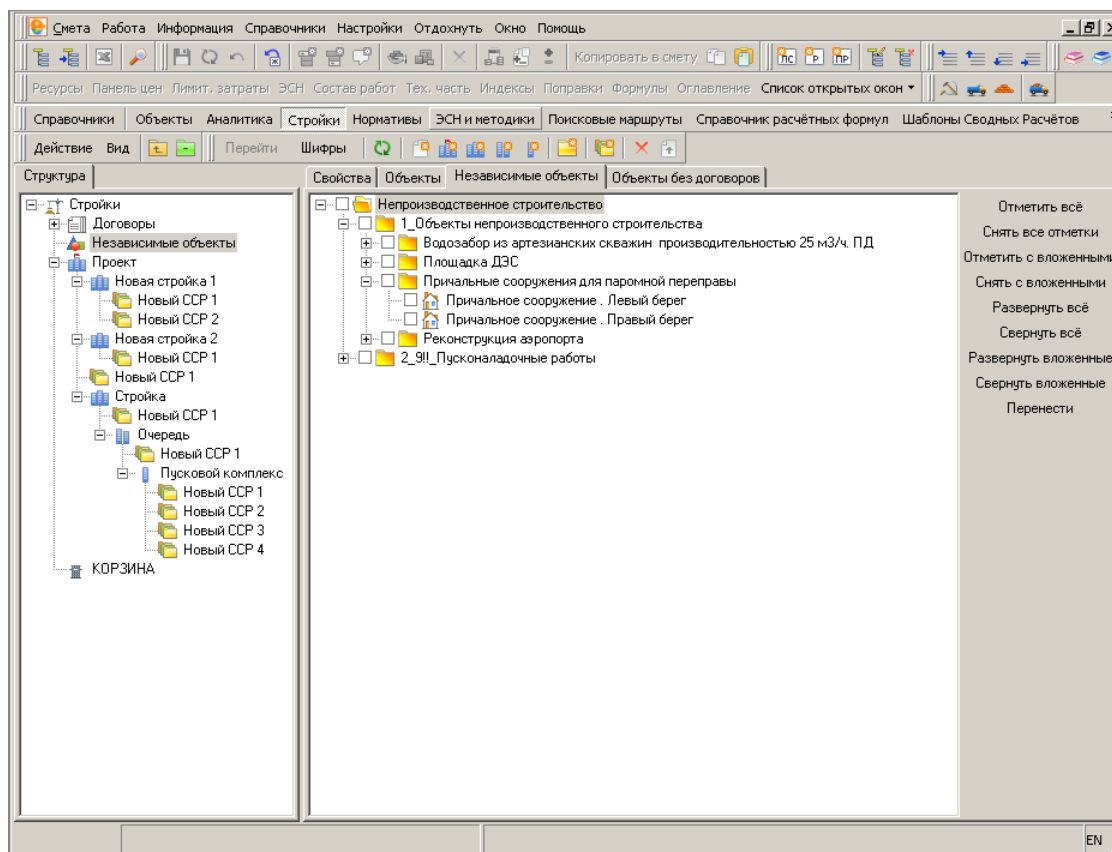 Смета Работа Информация Справочники Настройки Отдохнуть Окно Помощь
Копировать в смету ЛС Р ПР
Ресурсы Панель цен Лимит. затраты ЭСН Состав работ Тех. часть Индексы Поправки Формулы Оглавление Список открытых окон
Справочники Объекты Аналитика Стройки Нормативы ЭСН и методики Поисковые маршруты Справочник расчётных формул Шаблоны Сводных Расчётов
Действие Вид Перейти Шифры
Структура
Свойства Объекты Независимые объекты Объекты без договоров
Стройки
Договоры
Независимые объекты
Проект
Новая стройка 1
Новый ССР 1
Новый ССР 2
Новая стройка 2
Новый ССР 1
Новый ССР 1
Стройка
Новый ССР 1
Очередь
Новый ССР 1
Пусковой комплекс
Новый ССР 1
Новый ССР 2
Новый ССР 3
Новый ССР 4
КОРЗИНА
Непроизводственное строительство
1_Объекты непроизводственного строительства
Водозабор из артезианских скважин производительностью 25 м3/ч. ПД
Площадка ДЭС
Причальные сооружения для паромной переправы
Причальное сооружение . Левый берег
Причальное сооружение . Правый берег
Реконструкция аэропорта
2_9!!_Пусконаладочные работы
Отметить всё
Снять все отметки
Отметить с вложенными
Снять с вложенными
Развернуть всё
Свернуть всё
Развернуть вложенные
Свернуть вложенные
Перенести
EN